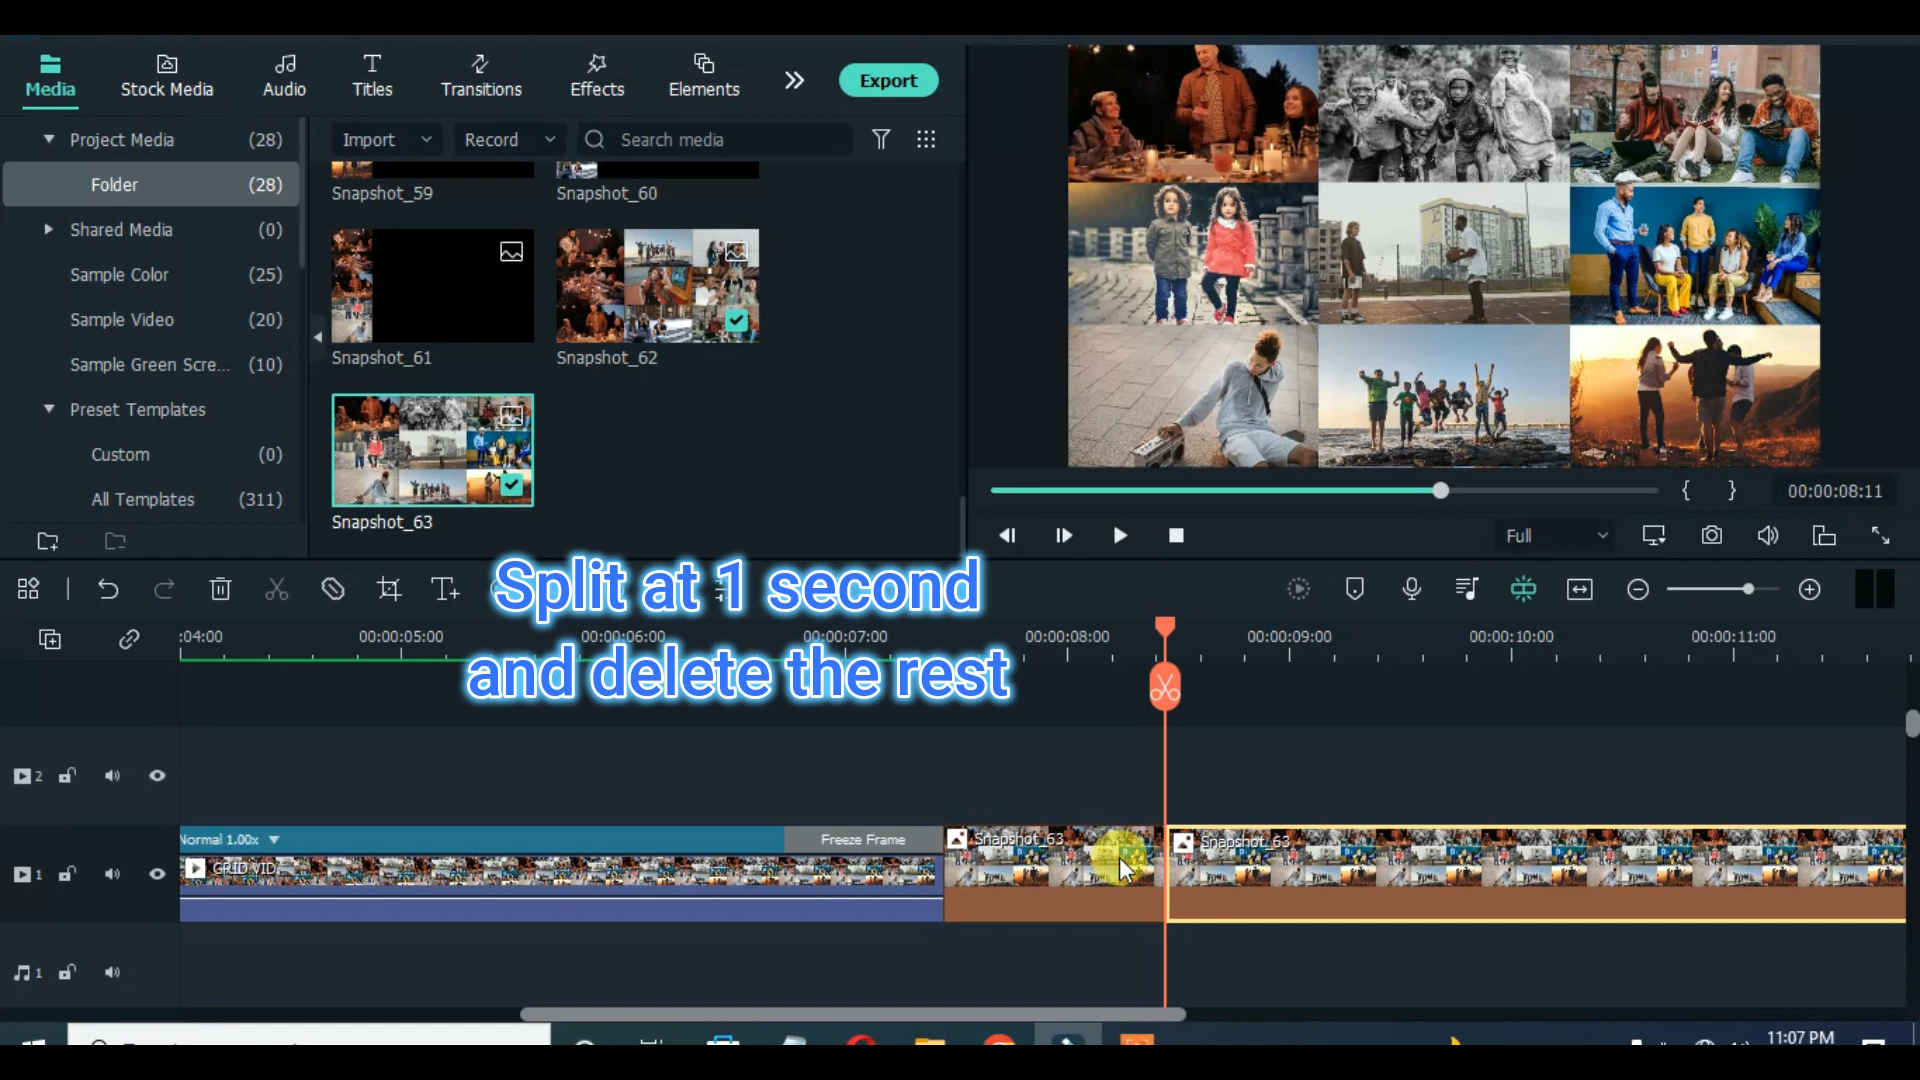 Media
Stock Media
Audio
Titles
Transitions
Effects
Elements
Export
Project Media (28)
Folder (28)
Shared Media (0)
Sample Color (25)
Sample Video (20)
Sample Green Scre... (10)
Preset Templates
Custom (0)
All Templates (311)
Import
Record
Search media
Snapshot_59
Snapshot_60
Snapshot_61
Snapshot_62
Snapshot_63
{ } 00:00:08:11
Full
Split at 1 second
and delete the rest
:04:00 00:00:05:00 00:00:06:00 00:00:07:00 00:00:08:00 00:00:09:00 00:00:10:00 00:00:11:00
2
Normal 1.00x
Freeze Frame
Snapshot_63
Snapshot_63
1
GRID VID
1
11:07 PM